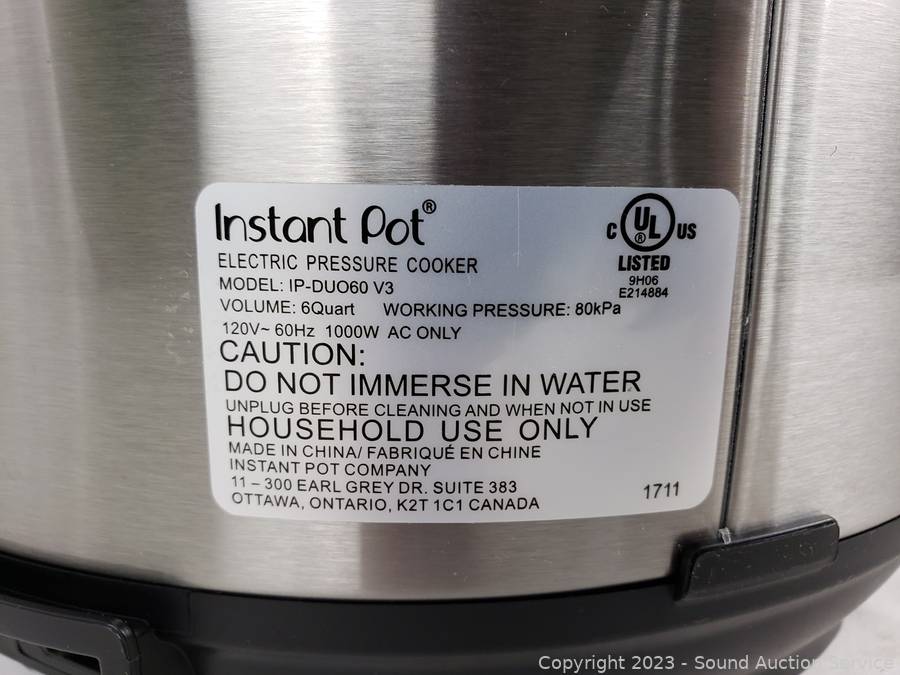 Instant Pot®
ELECTRIC PRESSURE COOKER
MODEL: IP-DUO60 V3
VOLUME: 6Quart WORKING PRESSURE: 80kPa
120V~ 60Hz 1000W AC ONLY
C UL® US
LISTED
9H06
E214884
CAUTION:
DO NOT IMMERSE IN WATER
UNPLUG BEFORE CLEANING AND WHEN NOT IN USE
HOUSEHOLD USE ONLY
MADE IN CHINA/ FABRIQUÉ EN CHINE
INSTANT POT COMPANY
11 – 300 EARL GREY DR. SUITE 383
OTTAWA, ONTARIO, K2T 1C1 CANADA
1711
Copyright 2023 - Sound Auction Service